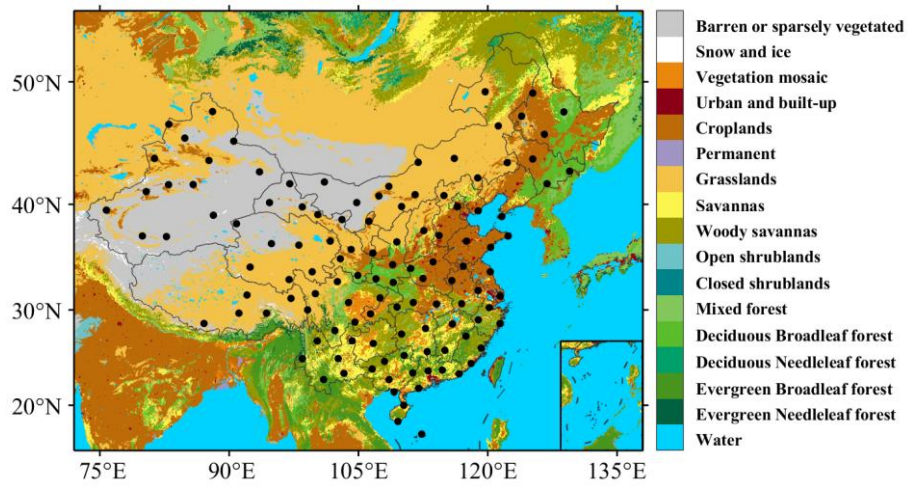 50°N
40°N
30°N
20°N
75°E
90°E
105°E
120°E
135°E
Barren or sparsely vegetated
Snow and ice
Vegetation mosaic
Urban and built-up
Croplands
Permanent
Grasslands
Savannas
Woody savannas
Open shrublands
Closed shrublands
Mixed forest
Deciduous Broadleaf forest
Deciduous Needleleaf forest
Evergreen Broadleaf forest
Evergreen Needleleaf forest
Water